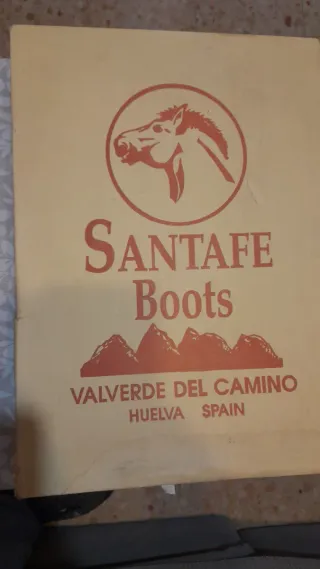 SANTAFE
Boots
VALVERDE DEL CAMINO
HUELVA SPAIN